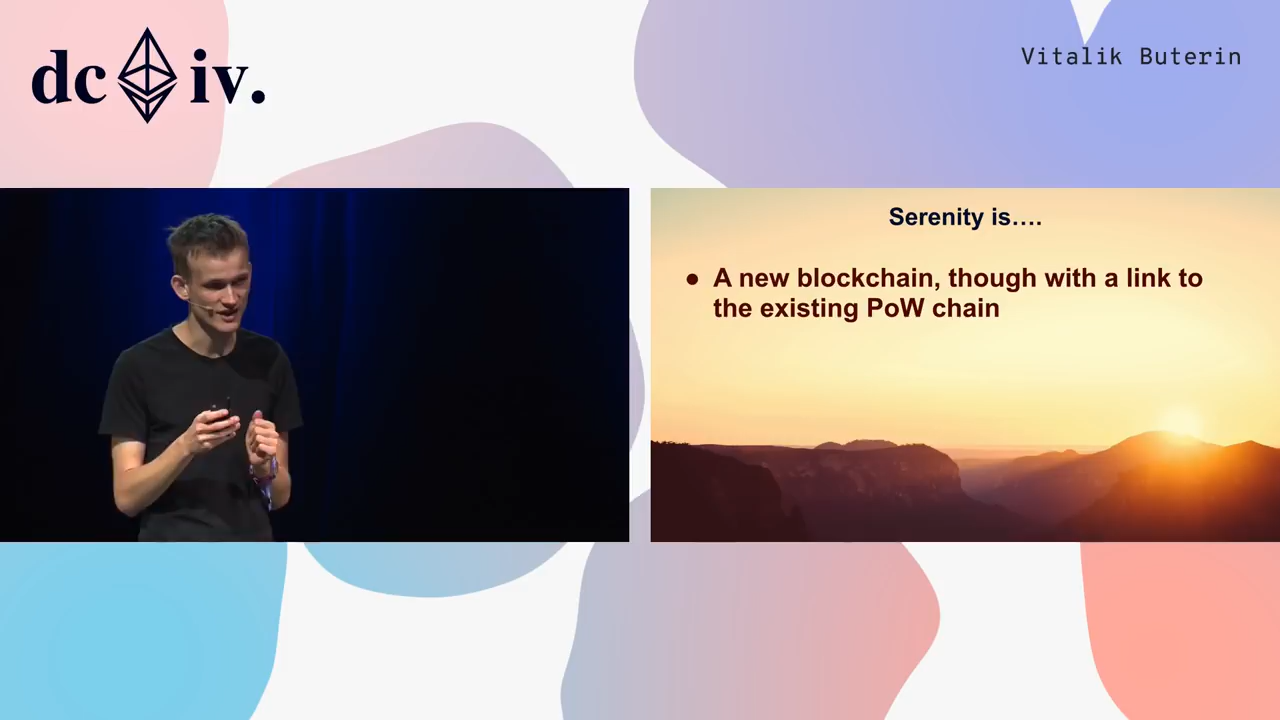 dc iv.
Vitalik Buterin
Serenity is….
● A new blockchain, though with a link to
the existing PoW chain